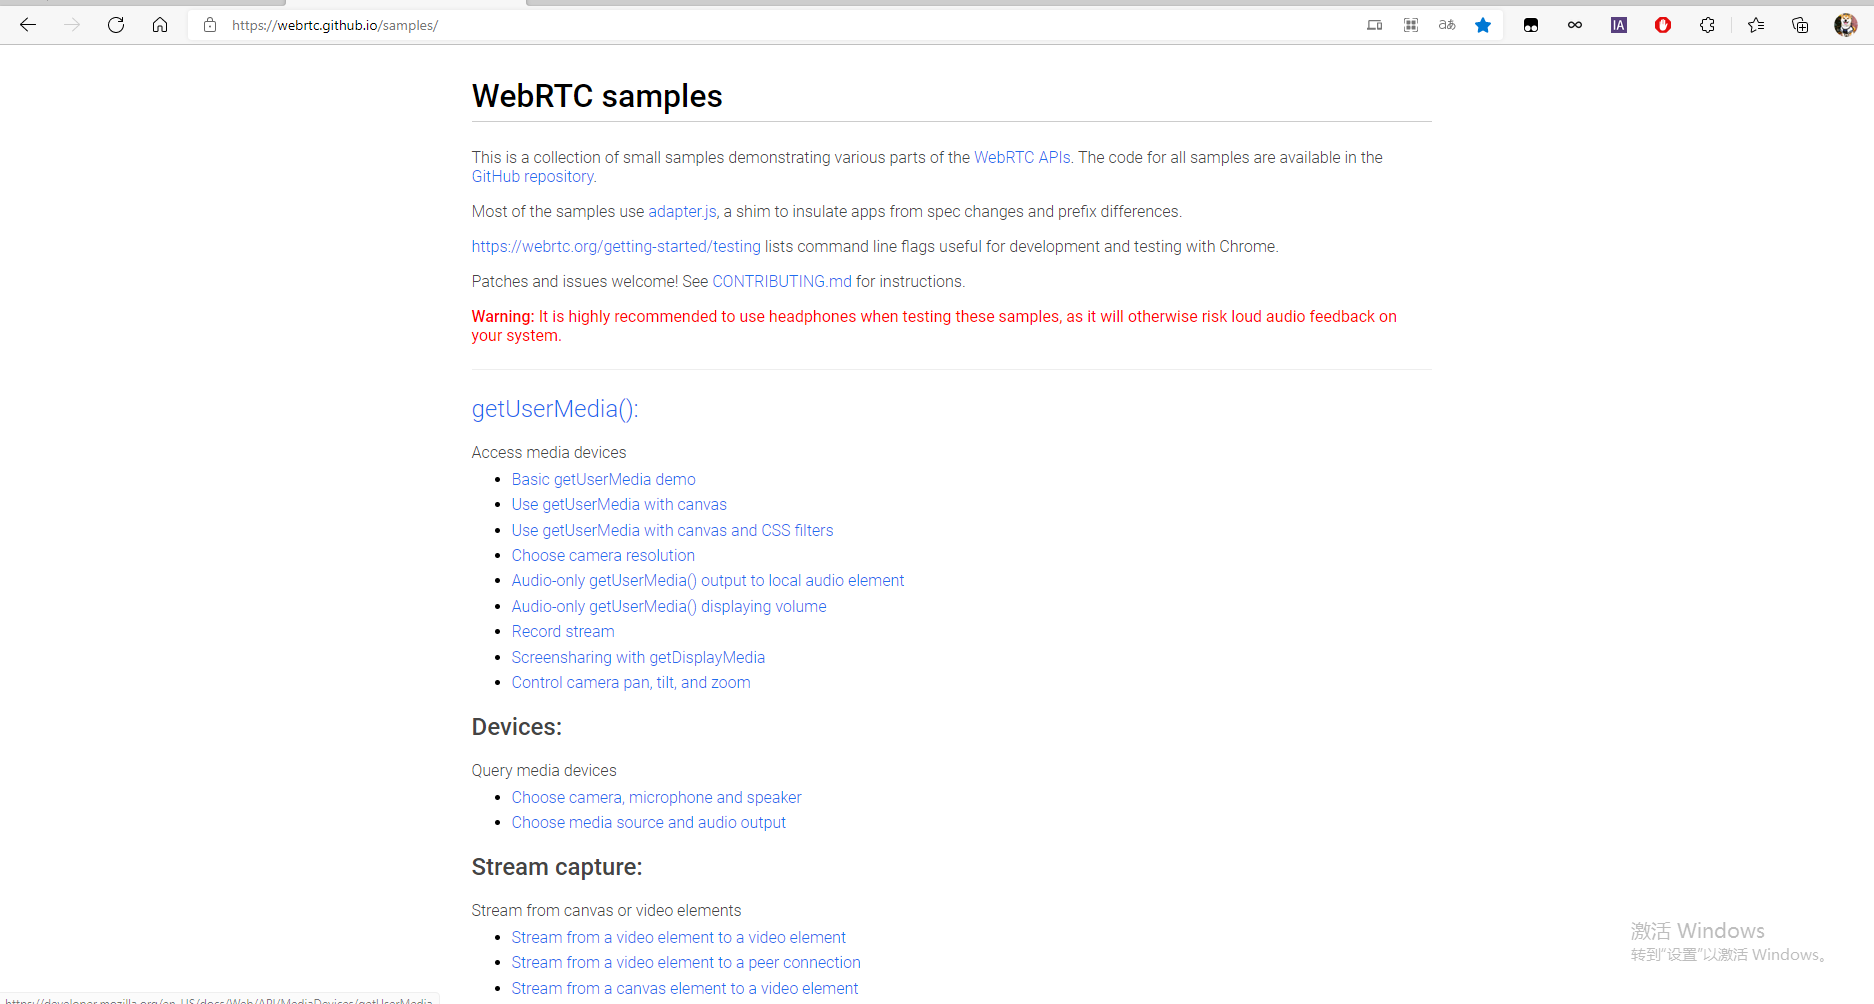 https://webrtc.github.io/samples/
aあ
IA
WebRTC samples
This is a collection of small samples demonstrating various parts of the WebRTC APIs. The code for all samples are available in the
GitHub repository.
Most of the samples use adapter.js, a shim to insulate apps from spec changes and prefix differences.
https://webrtc.org/getting-started/testing lists command line flags useful for development and testing with Chrome.
Patches and issues welcome! See CONTRIBUTING.md for instructions.
Warning: It is highly recommended to use headphones when testing these samples, as it will otherwise risk loud audio feedback on
your system.
getUserMedia():
Access media devices
Basic getUserMedia demo
Use getUserMedia with canvas
Use getUserMedia with canvas and CSS filters
Choose camera resolution
Audio-only getUserMedia() output to local audio element
Audio-only getUserMedia() displaying volume
Record stream
Screensharing with getDisplayMedia
Control camera pan, tilt, and zoom
Devices:
Query media devices
Choose camera, microphone and speaker
Choose media source and audio output
Stream capture:
Stream from canvas or video elements
Stream from a video element to a video element
Stream from a video element to a peer connection
Stream from a canvas element to a video element
激活 Windows
转到“设置”以激活 Windows。
https://developer.mozilla.org/en-US/docs/Web/API/MediaDevices/getUserMedia